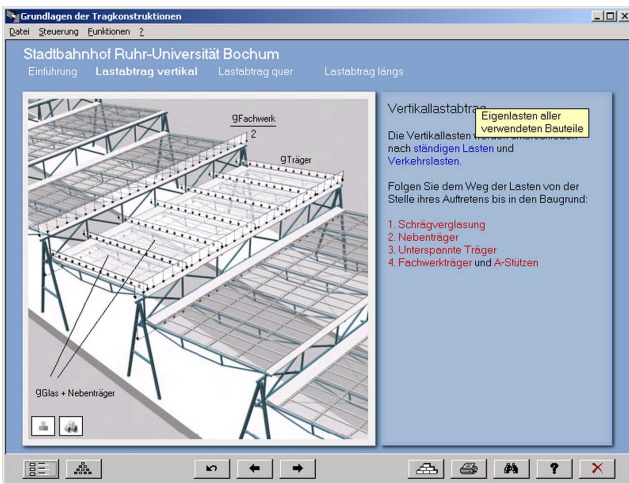 Grundlagen der Tragkonstruktionen
Datei Steuerung Funktionen ?
Stadtbahnhof Ruhr-Universität Bochum
Einführung Lastabtrag vertikal Lastabtrag quer Lastabtrag längs
gFachwerk
2
gTräger
gGlas + Nebenträger
Vertikallastabtrag
Eigenlasten aller
verwendeten Bauteile
Die Vertikallasten
nach ständigen Lasten und
Verkehrslasten.
Folgen Sie dem Weg der Lasten von der
Stelle ihres Auftretens bis in den Baugrund:
1. Schrägverglasung
2. Nebenträger
3. Unterspannte Träger
4. Fachwerkträger und A-Stützen
?